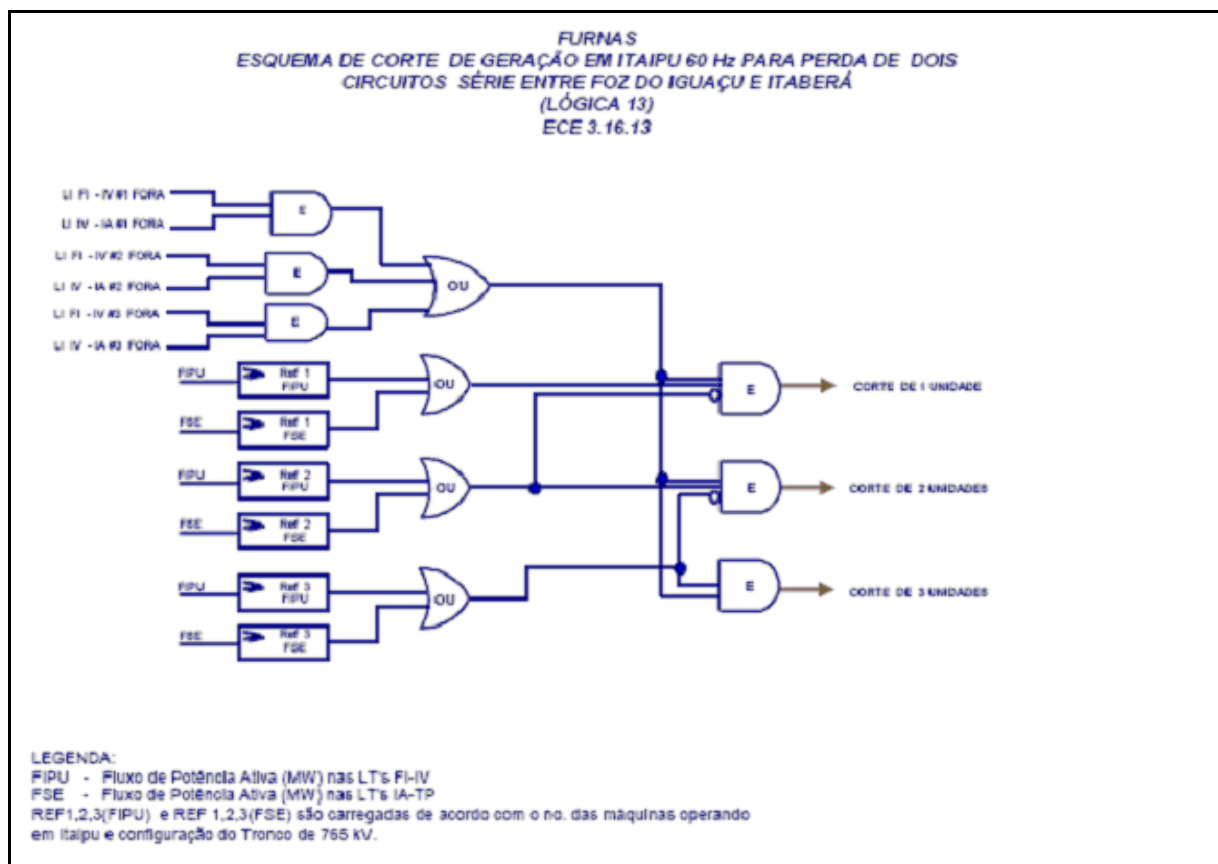 FURNAS
ESQUEMA DE CORTE DE GERAÇÃO EM ITAIPU 60 Hz PARA PERDA DE DOIS
CIRCUITOS SÉRIE ENTRE FOZ DO IGUAÇU E ITABERÁ
(LÓGICA 13)
ECE 3.16.13
LI FI - IV #1 FORA
LI IV - IA #1 FORA
E
LI FI - IV #2 FORA
LI IV - IA #2 FORA
E
OU
LI FI - IV #3 FORA
LI IV - IA #3 FORA
E
FIPU
Ref 1
FIPU
OU
E
CORTE DE 1 UNIDADE
FSE
Ref 1
FSE
FIPU
Ref 2
FIPU
OU
E
CORTE DE 2 UNIDADES
FSE
Ref 2
FSE
FIPU
Ref 3
FIPU
OU
E
CORTE DE 3 UNIDADES
FSE
Ref 3
FSE
LEGENDA:
FIPU - Fluxo de Potência Ativa (MW) nas LT's FI-IV
FSE - Fluxo de Potência Ativa (MW) nas LT's IA-TP
REF1,2,3(FIPU) e REF 1,2,3(FSE) são carregadas de acordo com o no. das máquinas operando
em Itaipu e configuração do Tronco de 765 kV.